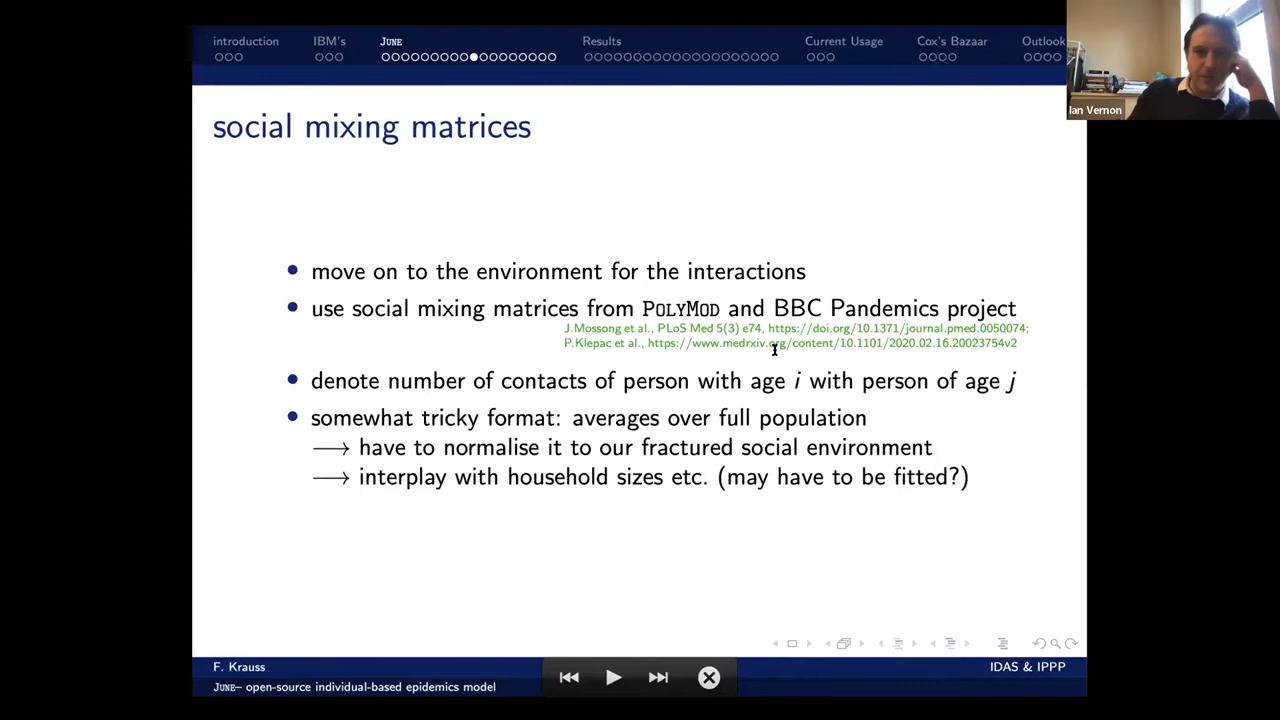 introduction IBM's JUNE Results Current Usage Cox's Bazaar Outlook
Ian Vernon
social mixing matrices
• move on to the environment for the interactions
• use social mixing matrices from POLYMOD and BBC Pandemics project
J.Mossong et al., PLoS Med 5(3) e74, https://doi.org/10.1371/journal.pmed.0050074;
P.Klepac et al., https://www.medrxiv.org/content/10.1101/2020.02.16.20023754v2
• denote number of contacts of person with age i with person of age j
• somewhat tricky format: averages over full population
⟶ have to normalise it to our fractured social environment
⟶ interplay with household sizes etc. (may have to be fitted?)
F. Krauss IDAS & IPPP
JUNE– open-source individual-based epidemics model